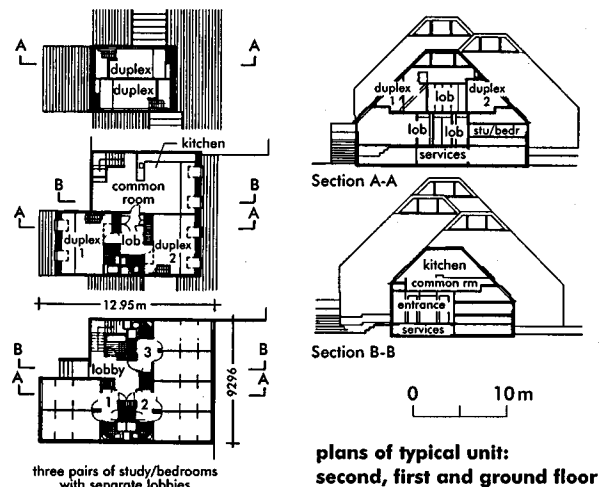 A
A
duplex
duplex
kitchen
B
B
common
room
A
A
duplex
1
lob
duplex
2
12.95m
B
B
A
A
lobby
3
1
2
9296
three pairs of study/bedrooms
with separate lobbies
duplex
1
lob
duplex
2
lob
lob
stu/bedr
services
Section A-A
kitchen
common rm
entrance
services
Section B-B
0
10m
plans of typical unit:
second, first and ground floor